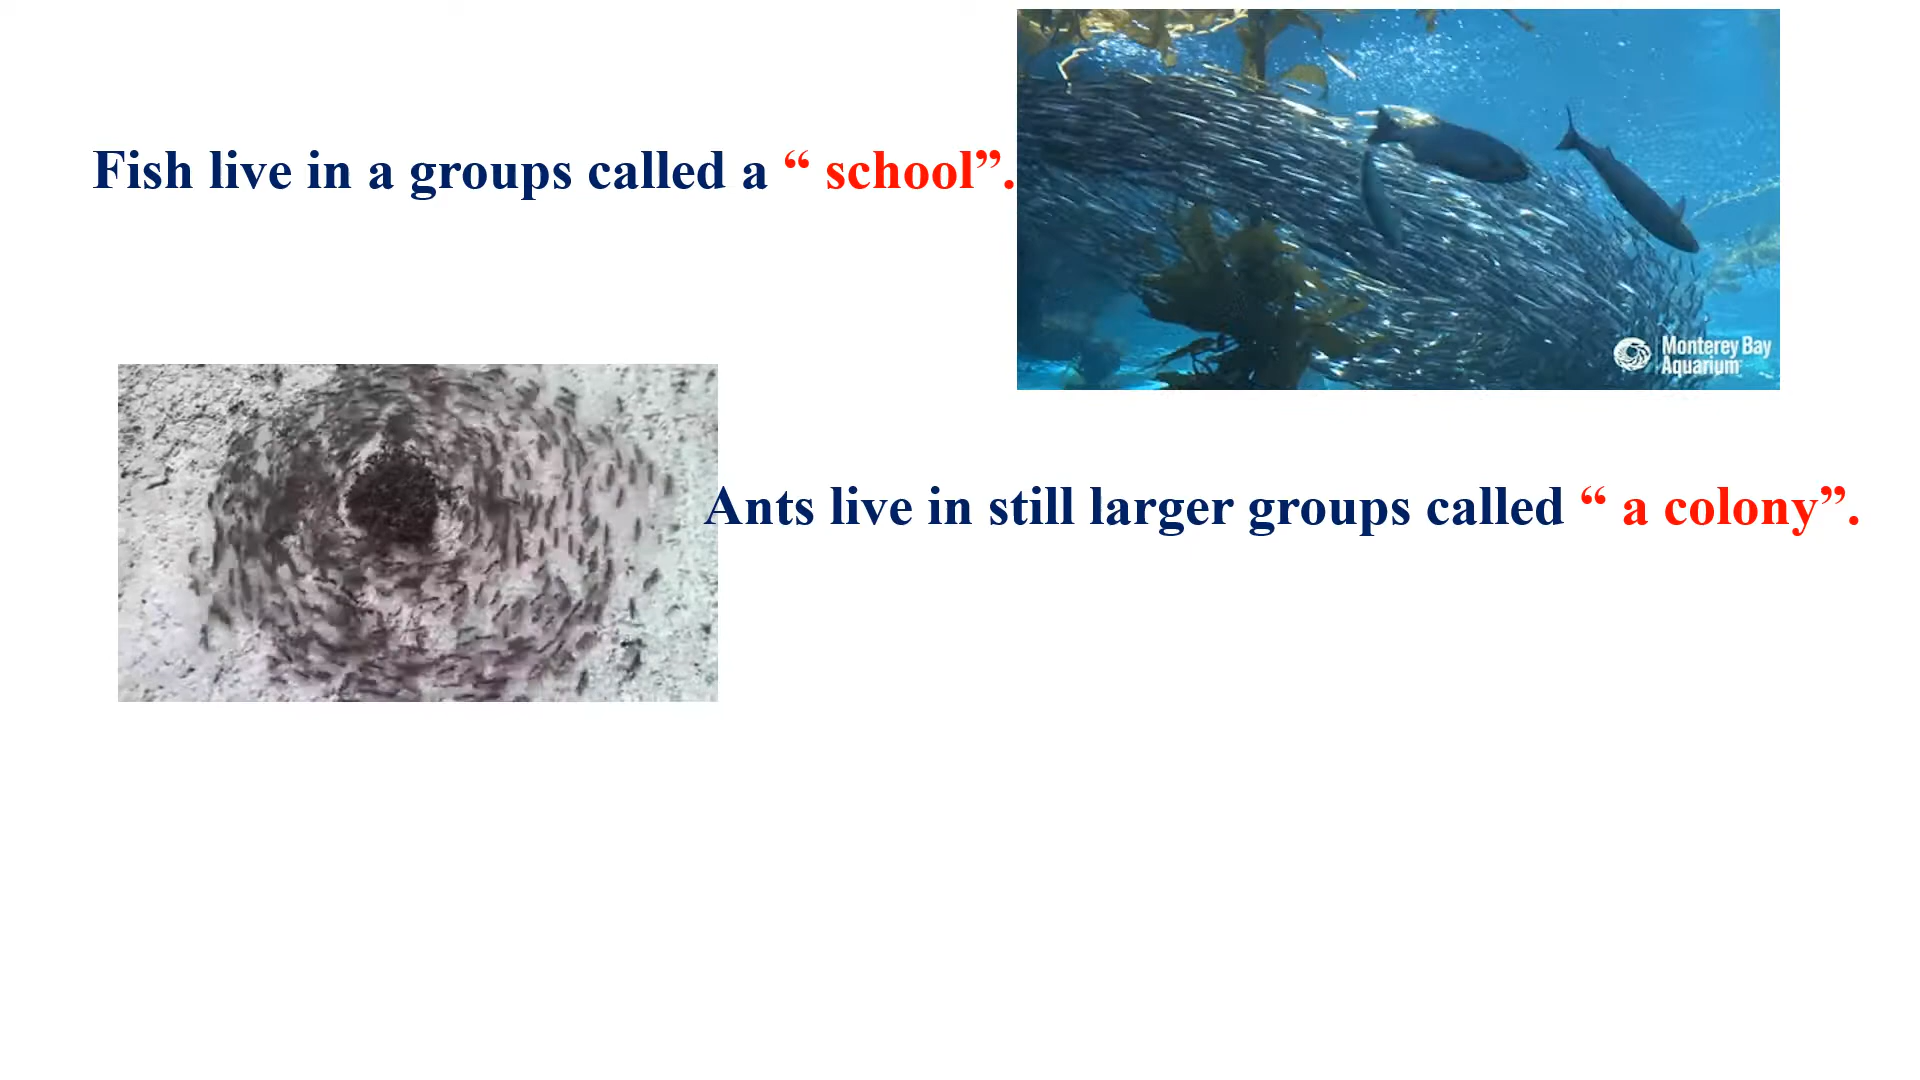 Fish live in a groups called a “ school”.
Monterey Bay
Aquarium
Ants live in still larger groups called “ a colony”.